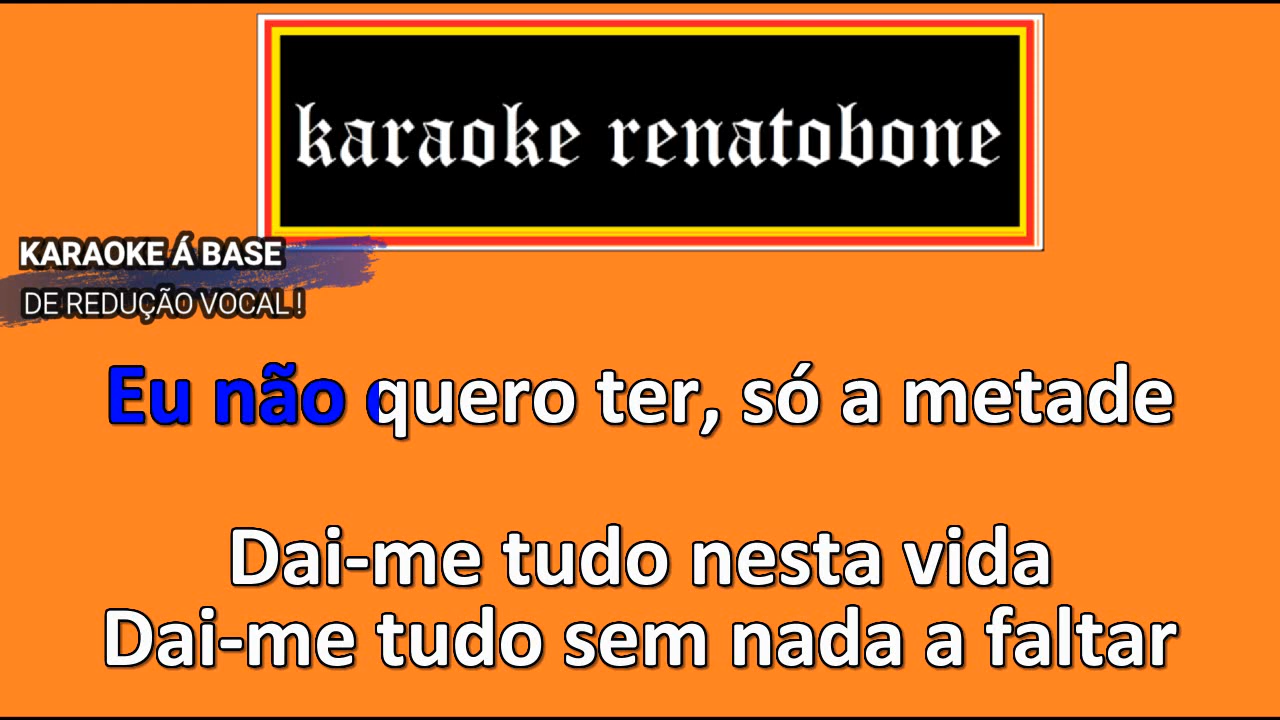 karaoke renatobone
KARAOKE Á BASE
DE REDUÇÃO VOCAL !
Eu não quero ter, só a metade
Dai-me tudo nesta vida
Dai-me tudo sem nada a faltar